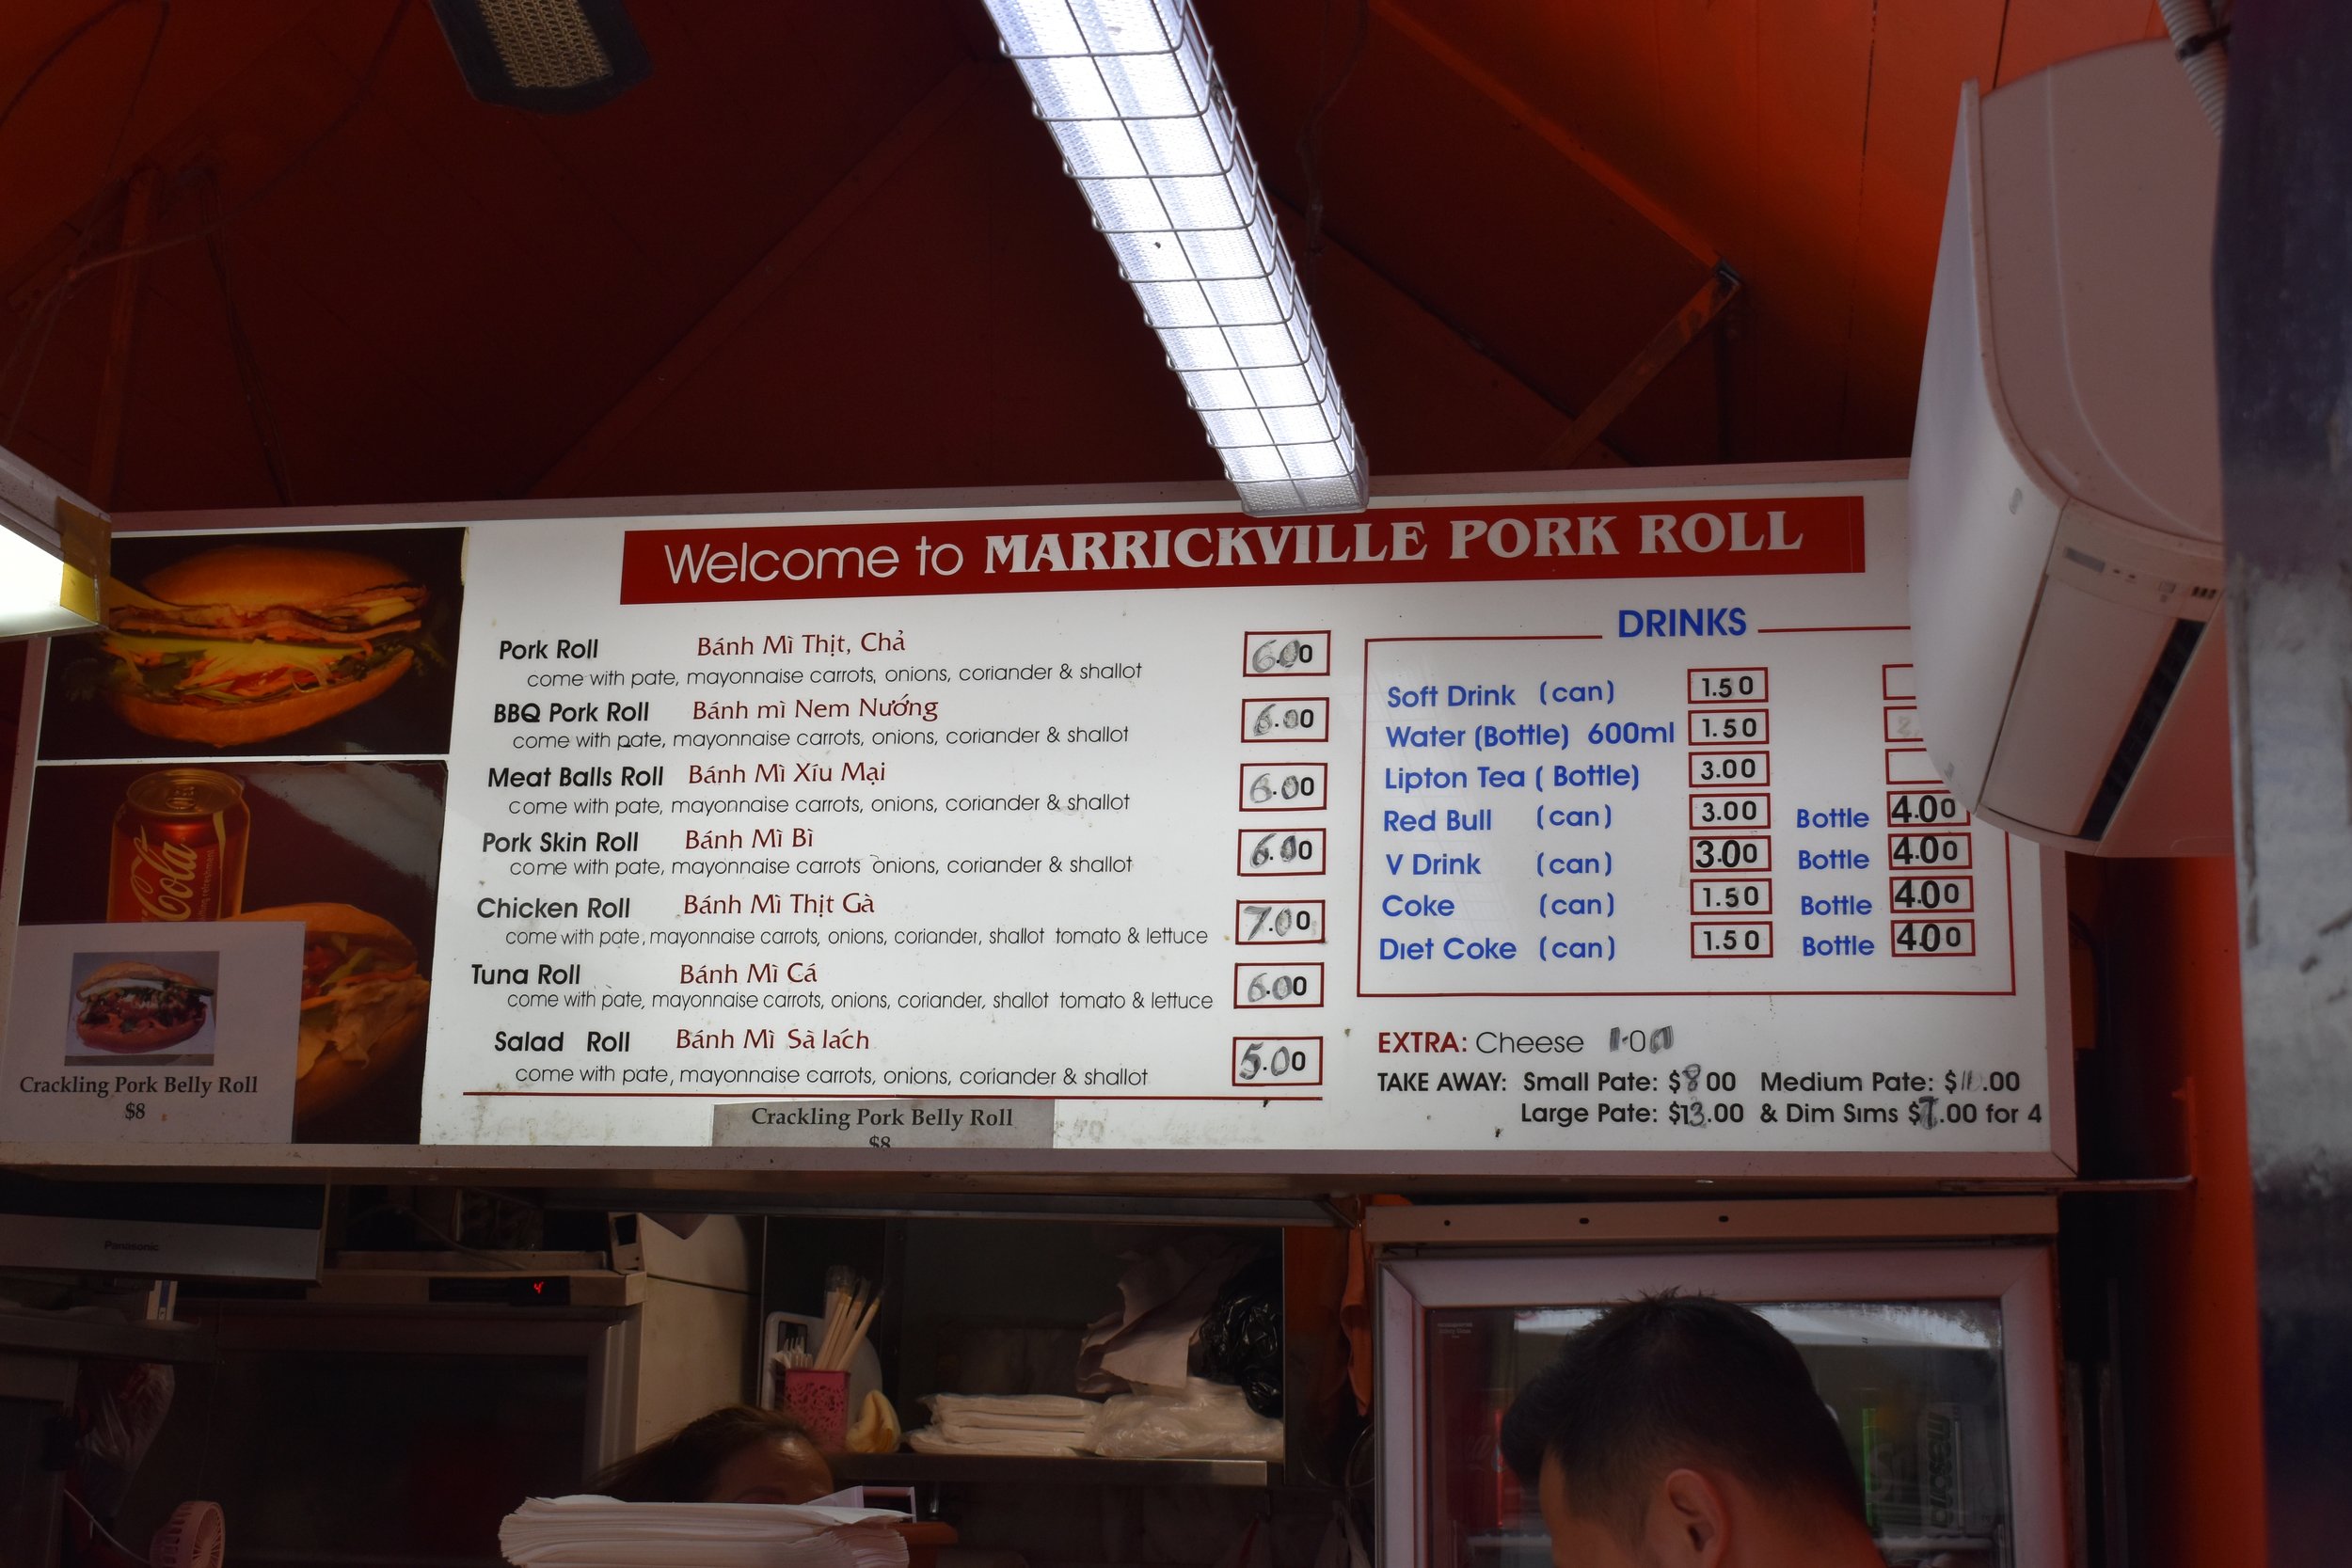 Welcome to MARRICKVILLE PORK ROLL
Pork Roll Bánh Mì Thịt, Chả 6.00
come with pate, mayonnaise carrots, onions, coriander & shallot
BBQ Pork Roll Bánh mì Nem Nướng 6.00
come with pate, mayonnaise carrots, onions, coriander & shallot
Meat Balls Roll Bánh Mì Xíu Mại 6.00
come with pate, mayonnaise carrots, onions, coriander & shallot
Pork Skin Roll Bánh Mì Bì 6.00
come with pate, mayonnaise carrots onions, coriander & shallot
Chicken Roll Bánh Mì Thịt Gà 7.00
come with pate, mayonnaise carrots, onions, coriander, shallot tomato & lettuce
Tuna Roll Bánh Mì Cá 6.00
come with pate, mayonnaise carrots, onions, coriander, shallot tomato & lettuce
Salad Roll Bánh Mì Sà lách 5.00
come with pate, mayonnaise carrots, onions, coriander & shallot
Crackling Pork Belly Roll
$8
DRINKS
Soft Drink (can) 1.50
Water (Bottle) 600ml 1.50
Lipton Tea ( Bottle) 3.00
Red Bull (can) 3.00 Bottle 4.00
V Drink (can) 3.00 Bottle 4.00
Coke (can) 1.50 Bottle 4.00
Diet Coke (can) 1.50 Bottle 4.00
EXTRA: Cheese 1.00
TAKE AWAY: Small Pate: $8 00 Medium Pate: $11.00
Large Pate: $13.00 & Dim Sims $7.00 for 4
Cola
Crackling Pork Belly Roll
$8
Panasonic